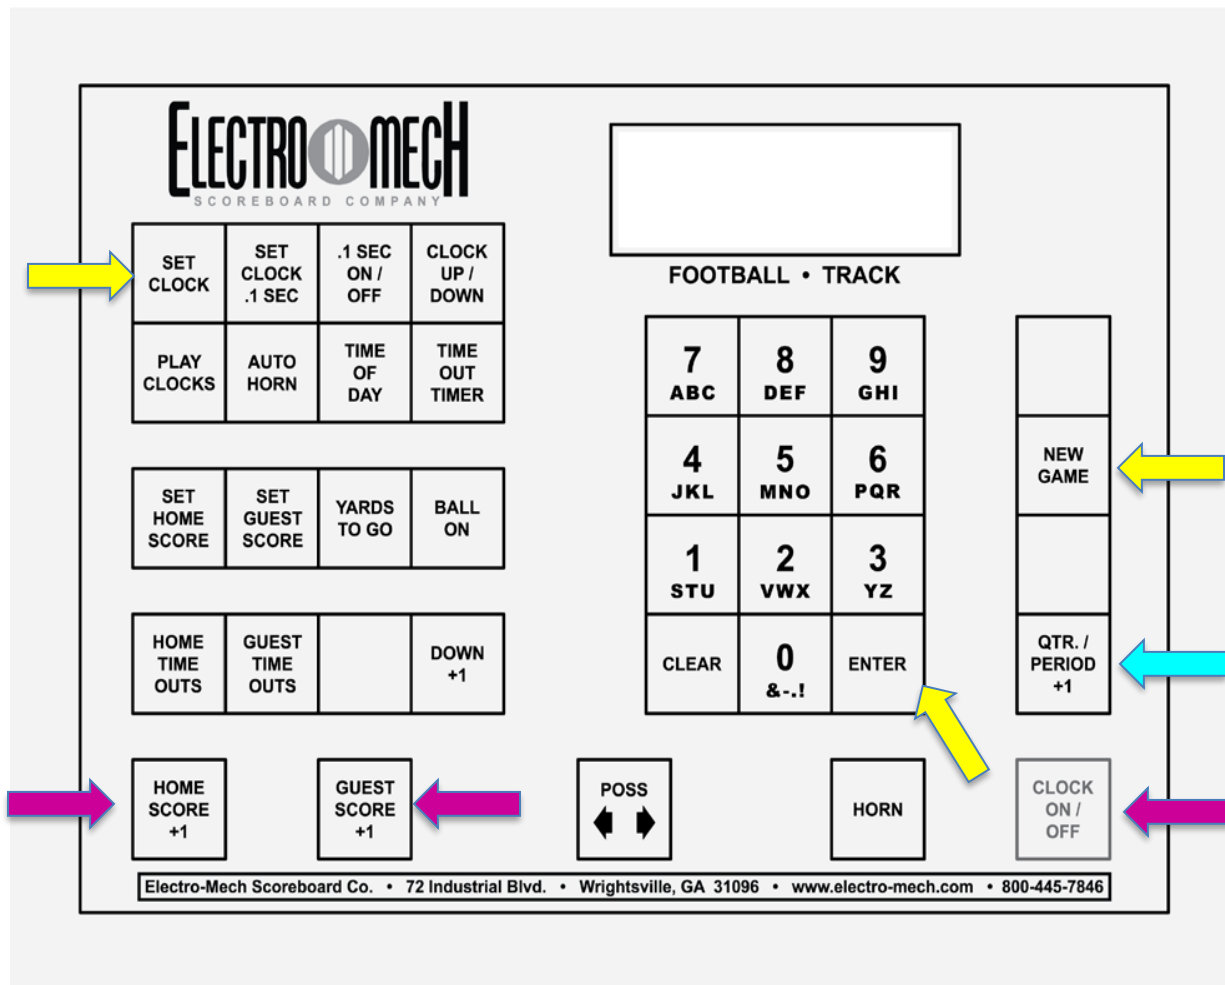 ELECTRO MECH
SCOREBOARD COMPANY
FOOTBALL • TRACK
SET
CLOCK
SET
CLOCK
.1 SEC
.1 SEC
ON /
OFF
CLOCK
UP /
DOWN
PLAY
CLOCKS
AUTO
HORN
TIME
OF
DAY
TIME
OUT
TIMER
SET
HOME
SCORE
SET
GUEST
SCORE
YARDS
TO GO
BALL
ON
HOME
TIME
OUTS
GUEST
TIME
OUTS
DOWN
+1
7
ABC
8
DEF
9
GHI
4
JKL
5
MNO
6
PQR
1
STU
2
VWX
3
YZ
CLEAR
0
&-.!
ENTER
NEW
GAME
QTR. /
PERIOD
+1
HOME
SCORE
+1
GUEST
SCORE
+1
POSS
HORN
CLOCK
ON /
OFF
Electro-Mech Scoreboard Co. • 72 Industrial Blvd. • Wrightsville, GA 31096 • www.electro-mech.com • 800-445-7846